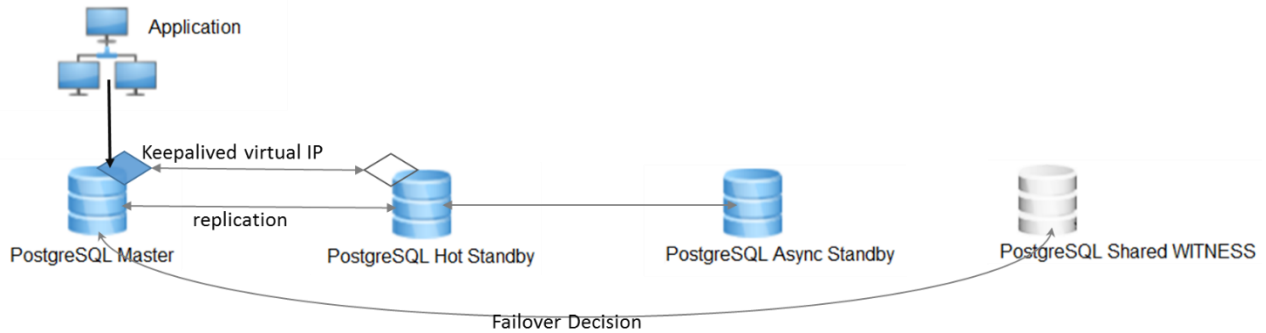 Application
Keepalived virtual IP
replication
PostgreSQL Master
PostgreSQL Hot Standby
PostgreSQL Async Standby
PostgreSQL Shared WITNESS
Failover Decision